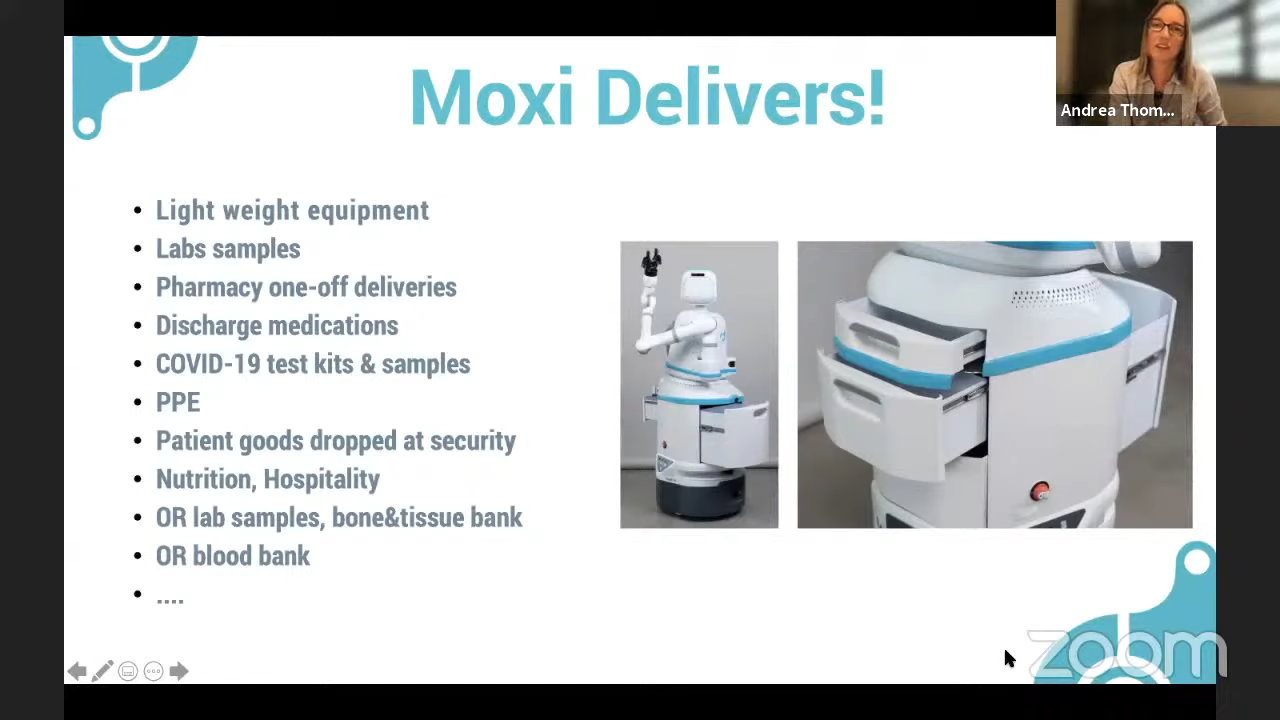 Moxi Delivers!
Andrea Thom...
Light weight equipment
Labs samples
Pharmacy one-off deliveries
Discharge medications
COVID-19 test kits & samples
PPE
Patient goods dropped at security
Nutrition, Hospitality
OR lab samples, bone&tissue bank
OR blood bank
....
zoom